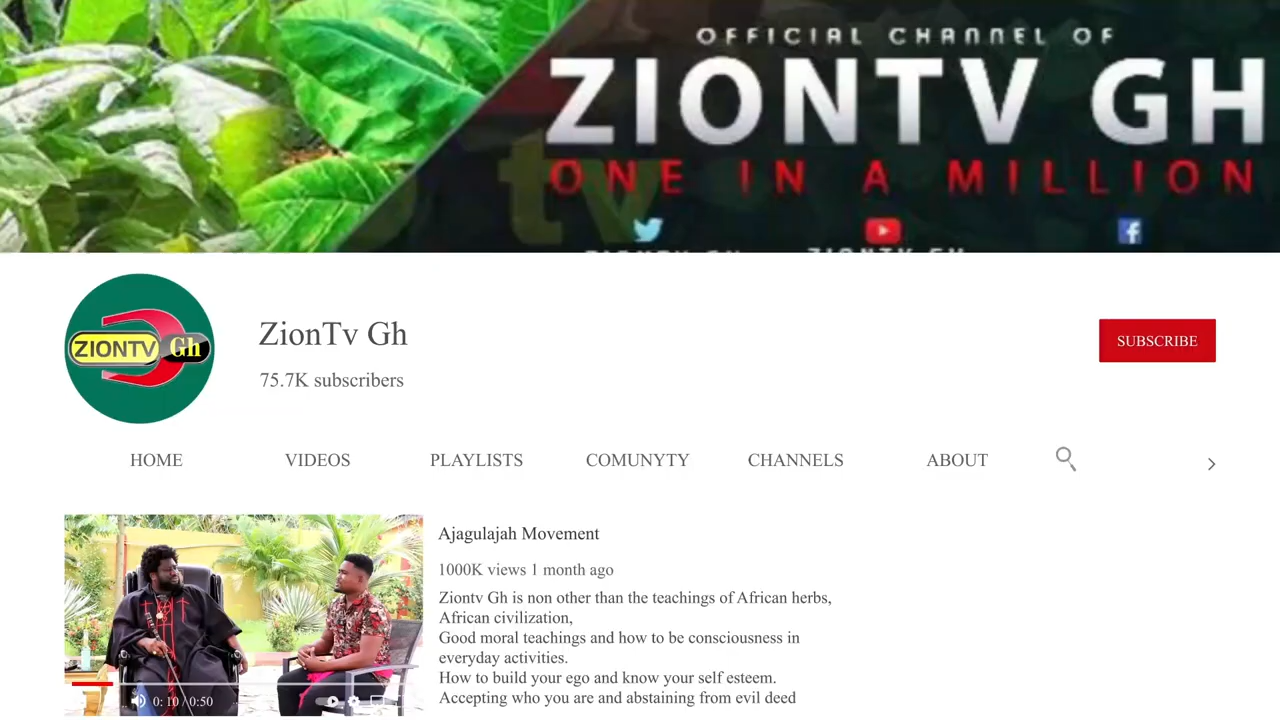 OFFICIAL CHANNEL OF
ZIONTV GH
ONE IN A MILLION
tv
ZIONTV Gh
ZionTv Gh
75.7K subscribers
SUBSCRIBE
HOME VIDEOS PLAYLISTS COMUNYTY CHANNELS ABOUT
Ajagulajah Movement
1000K views 1 month ago
Ziontv Gh is non other than the teachings of African herbs,
African civilization,
Good moral teachings and how to be consciousness in
everyday activities.
How to build your ego and know your self esteem.
Accepting who you are and abstaining from evil deed
0: 10 / 0:50